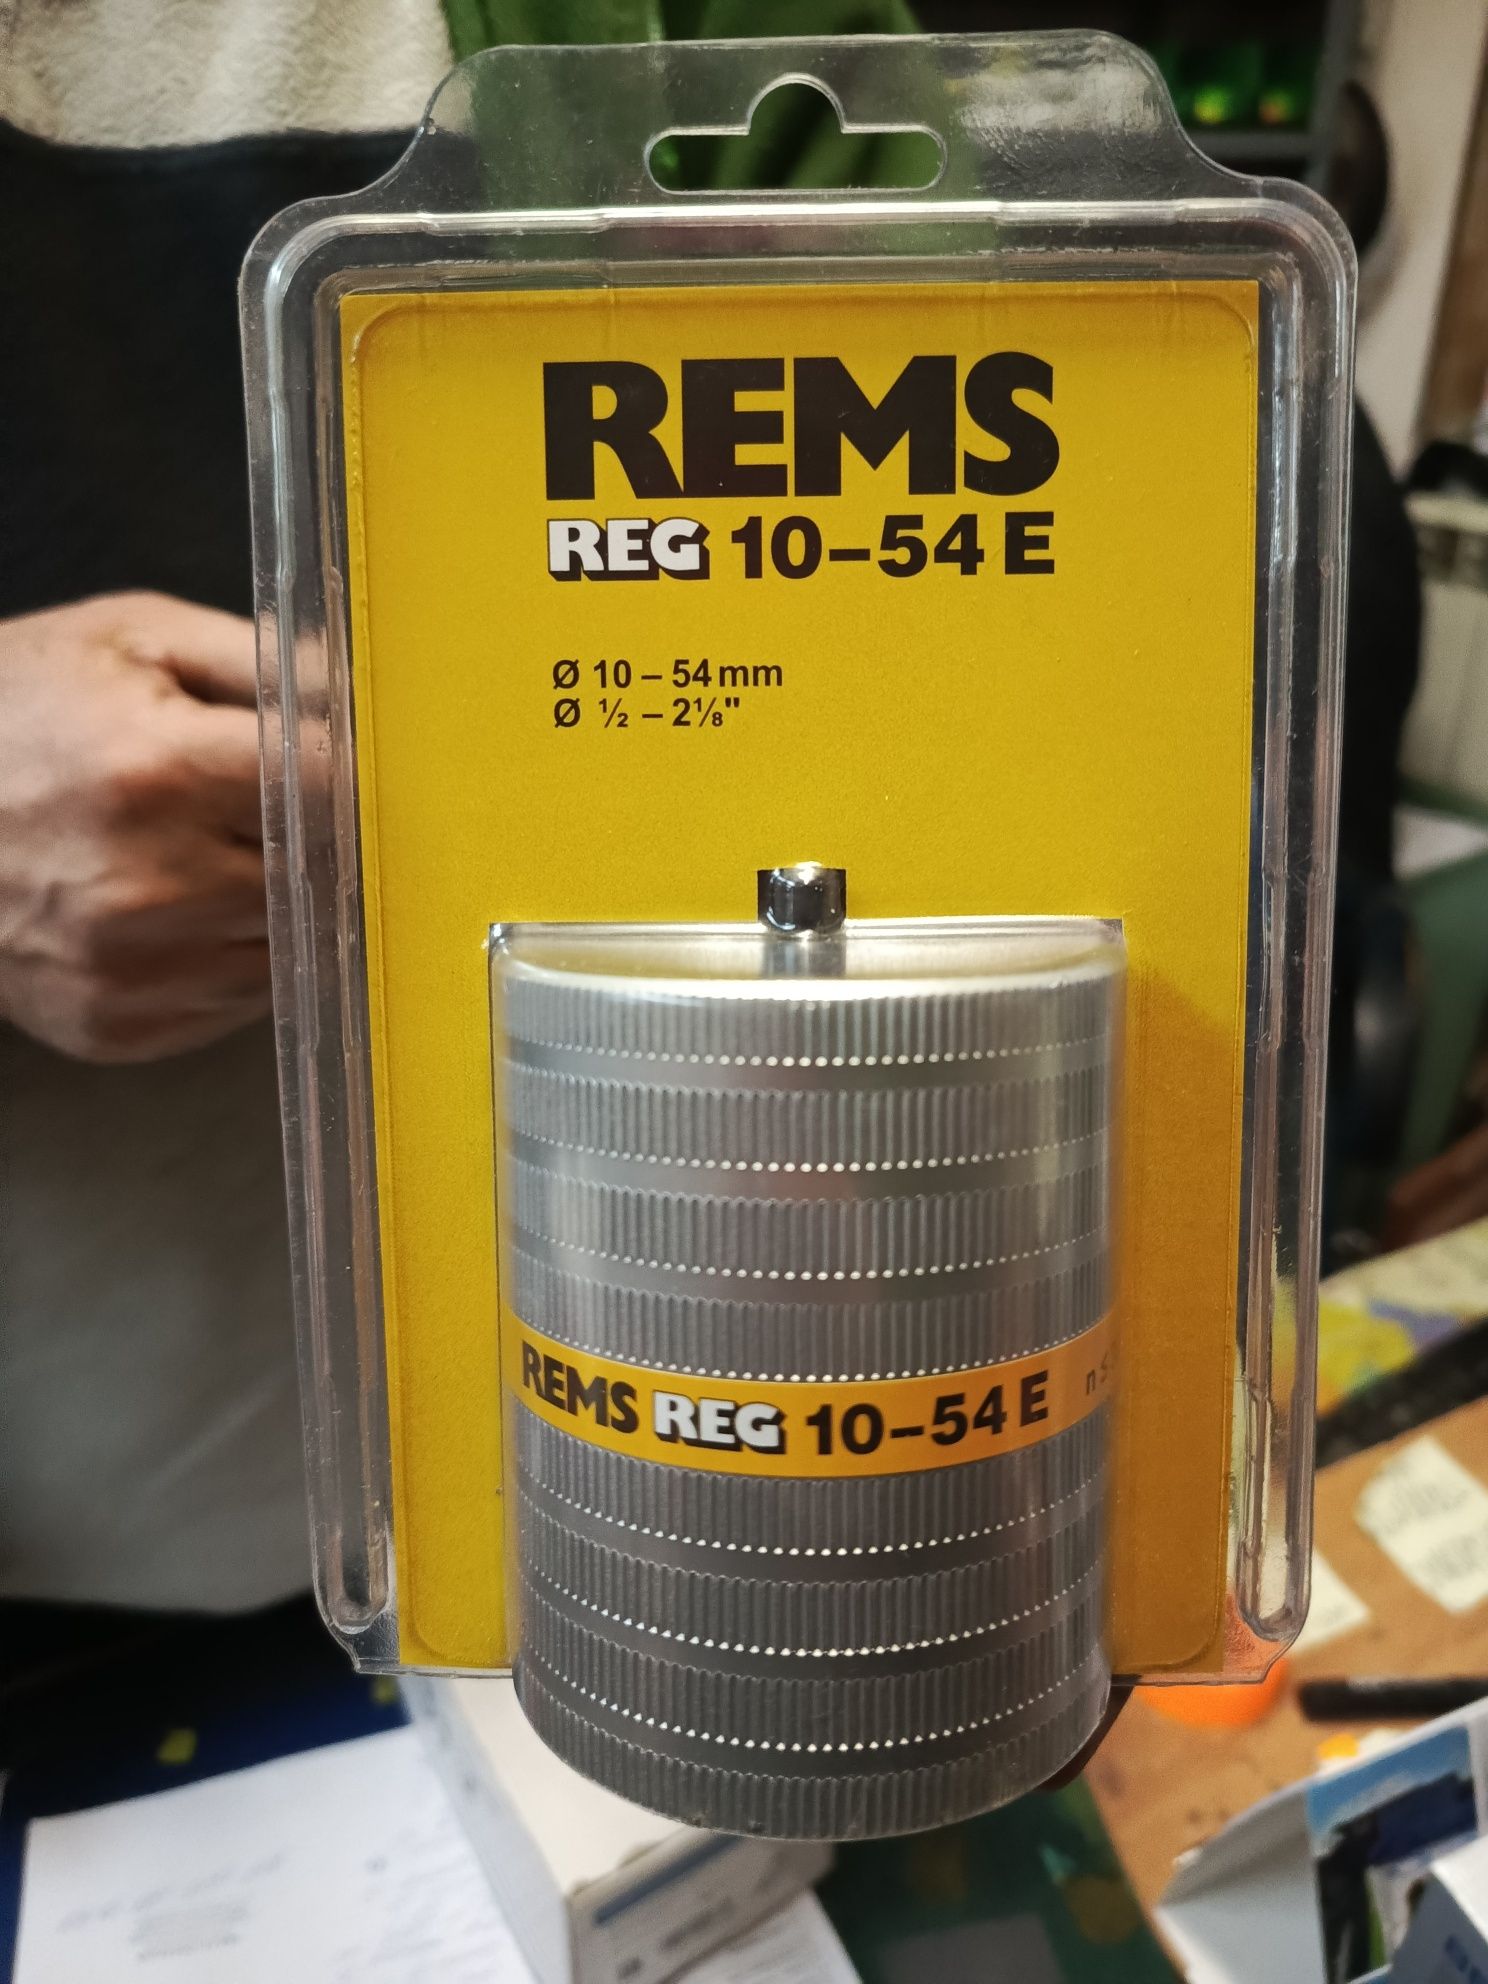 REMS
REG 10–54 E
Ø 10 – 54 mm
Ø ½ – 2⅛"
REMS REG 10–54 E n ≤